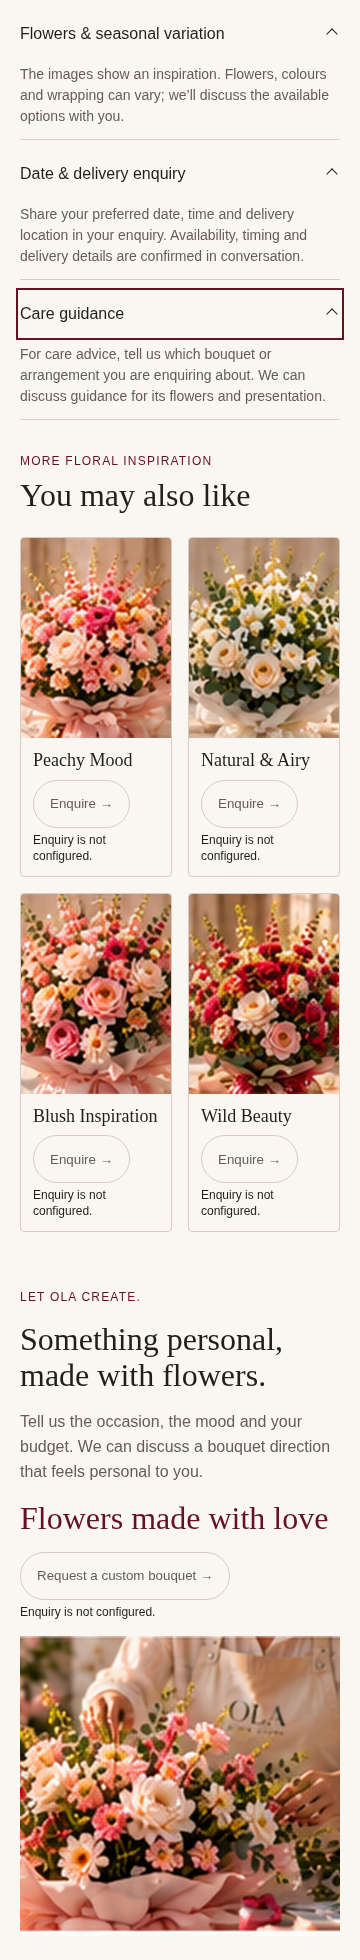 Flowers & seasonal variation
The images show an inspiration. Flowers, colours
and wrapping can vary; we’ll discuss the available
options with you.
Date & delivery enquiry
Share your preferred date, time and delivery
location in your enquiry. Availability, timing and
delivery details are confirmed in conversation.
Care guidance
For care advice, tell us which bouquet or
arrangement you are enquiring about. We can
discuss guidance for its flowers and presentation.
MORE FLORAL INSPIRATION
You may also like
Peachy Mood
Enquire →
Enquiry is not
configured.
Natural & Airy
Enquire →
Enquiry is not
configured.
Blush Inspiration
Enquire →
Enquiry is not
configured.
Wild Beauty
Enquire →
Enquiry is not
configured.
LET OLA CREATE.
Something personal,
made with flowers.
Tell us the occasion, the mood and your
budget. We can discuss a bouquet direction
that feels personal to you.
Flowers made with love
Request a custom bouquet →
Enquiry is not configured.
OLA